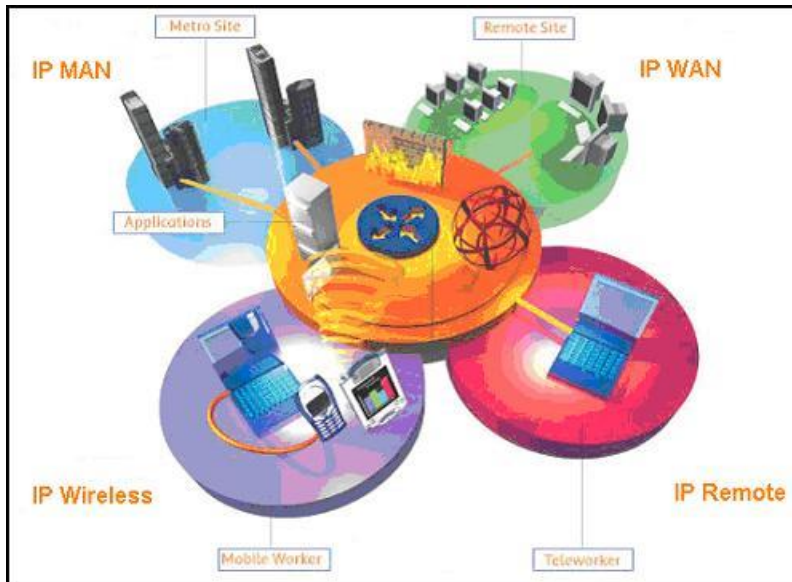 Metro Site
Remote Site
IP MAN
IP WAN
Applications
IP Wireless
IP Remote
Mobile Worker
Teleworker